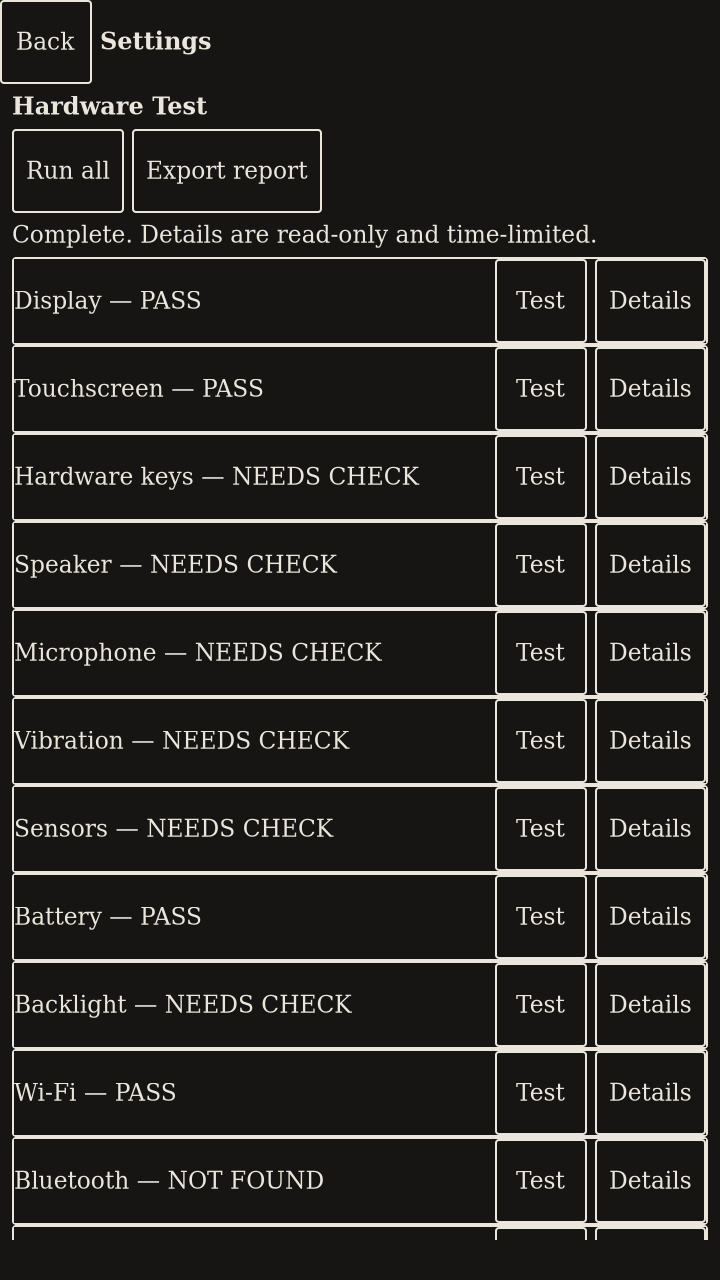 Back Settings
Hardware Test
Run all Export report
Complete. Details are read-only and time-limited.
Display — PASS Test Details
Touchscreen — PASS Test Details
Hardware keys — NEEDS CHECK Test Details
Speaker — NEEDS CHECK Test Details
Microphone — NEEDS CHECK Test Details
Vibration — NEEDS CHECK Test Details
Sensors — NEEDS CHECK Test Details
Battery — PASS Test Details
Backlight — NEEDS CHECK Test Details
Wi-Fi — PASS Test Details
Bluetooth — NOT FOUND Test Details